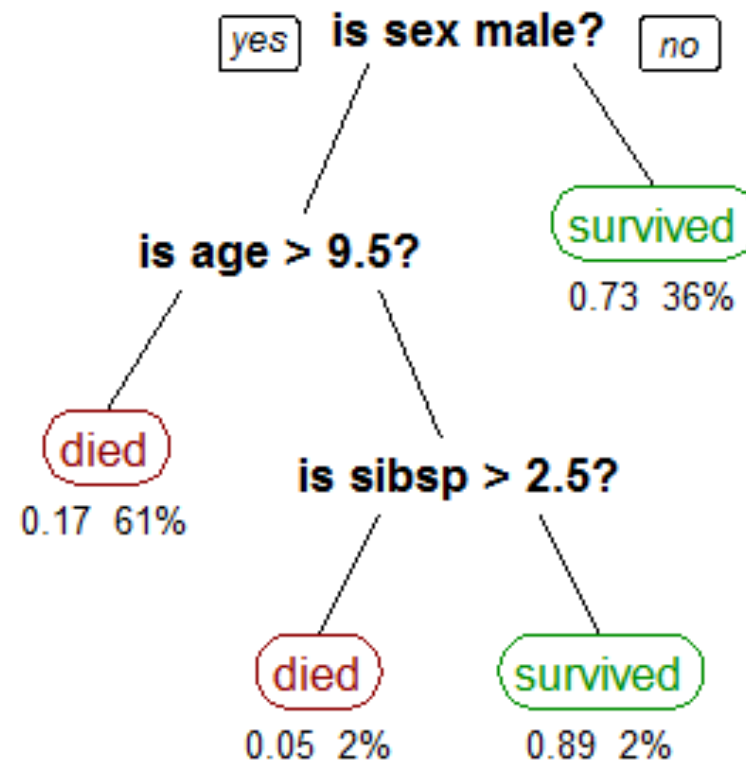 yes is sex male? no
survived
is age > 9.5?
0.73 36%
died
is sibsp > 2.5?
0.17 61%
died survived
0.05 2% 0.89 2%